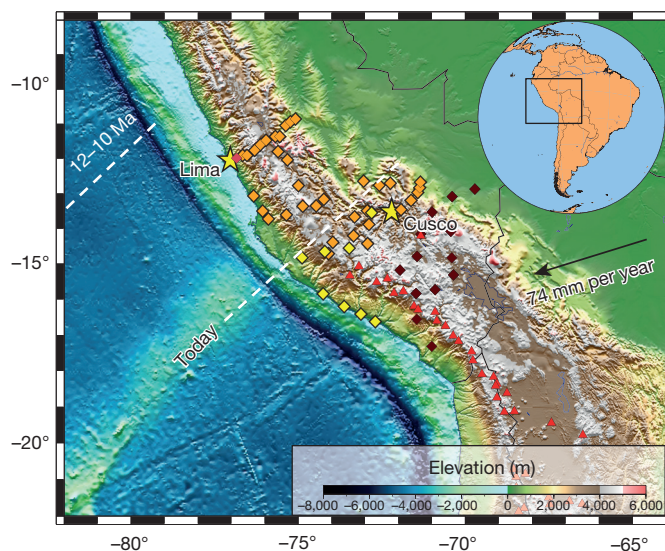 −10°
−15°
−20°
12–10 Ma
Lima
Cusco
74 mm per year
Today
Elevation (m)
−8,000 −6,000 −4,000 −2,000 0 2,000 4,000 6,000
−80° −75° −70° −65°